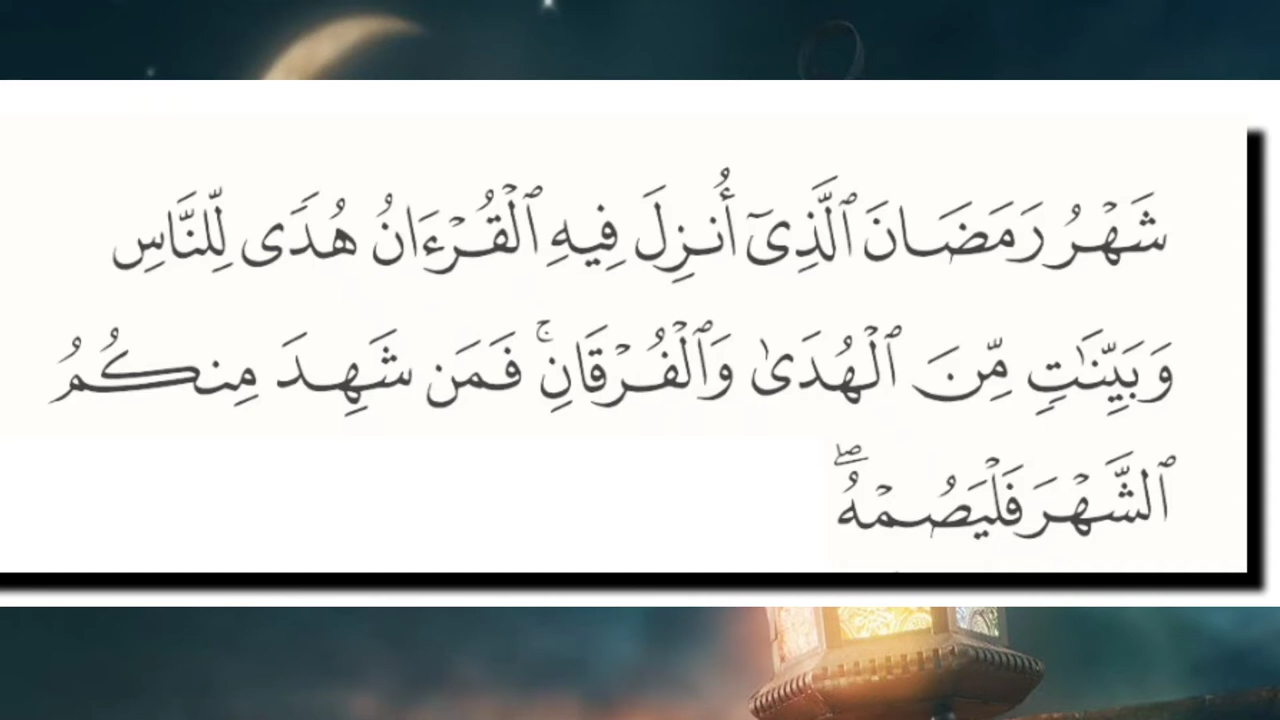 شَهْرُ رَمَضَانَ ٱلَّذِىٓ أُنزِلَ فِيهِ ٱلْقُرْءَانُ هُدًى لِّلنَّاسِ
وَبَيِّنَٰتٍ مِّنَ ٱلْهُدَىٰ وَٱلْفُرْقَانِ ۚ فَمَن شَهِدَ مِنكُمُ
ٱلشَّهْرَ فَلْيَصُمْهُ ۖ